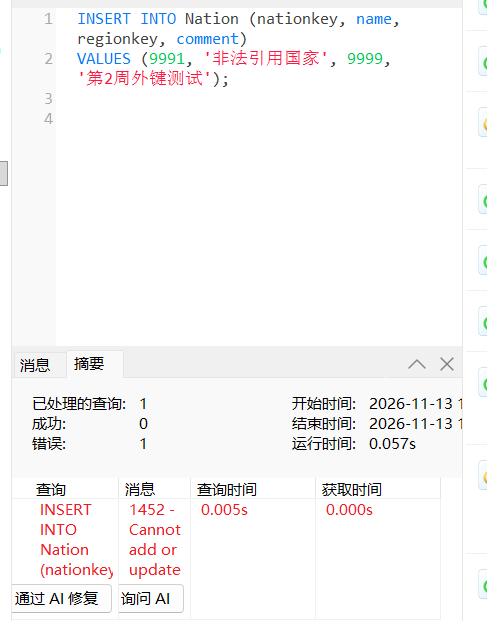 1 INSERT INTO Nation (nationkey, name,
regionkey, comment)
2 VALUES (9991, '非法引用国家', 9999,
'第2周外键测试');
3
4
消息 摘要
已处理的查询: 1 开始时间: 2026-11-13 1
成功: 0 结束时间: 2026-11-13 1
错误: 1 运行时间: 0.057s
查询 消息 查询时间 获取时间
INSERT 1452 - 0.005s 0.000s
INTO Cannot
Nation add or
(nationkey update
通过 AI 修复 询问 AI